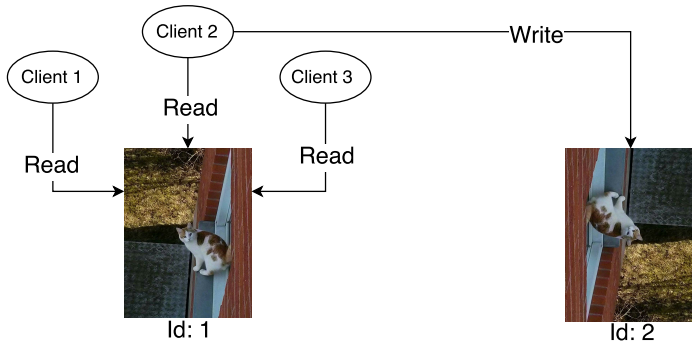 Client 2
Write
Client 1
Client 3
Read
Read
Read
Id: 1
Id: 2